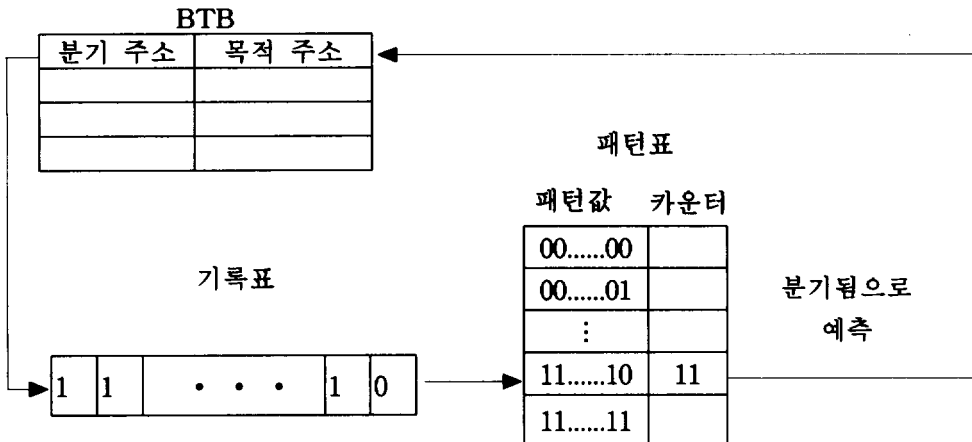 BTB
분기 주소 목적 주소
패턴표
패턴값 카운터
00......00
00......01
⋮
11......10 11
11......11
분기됨으로
예측
기록표
1 1 · · · 1 0